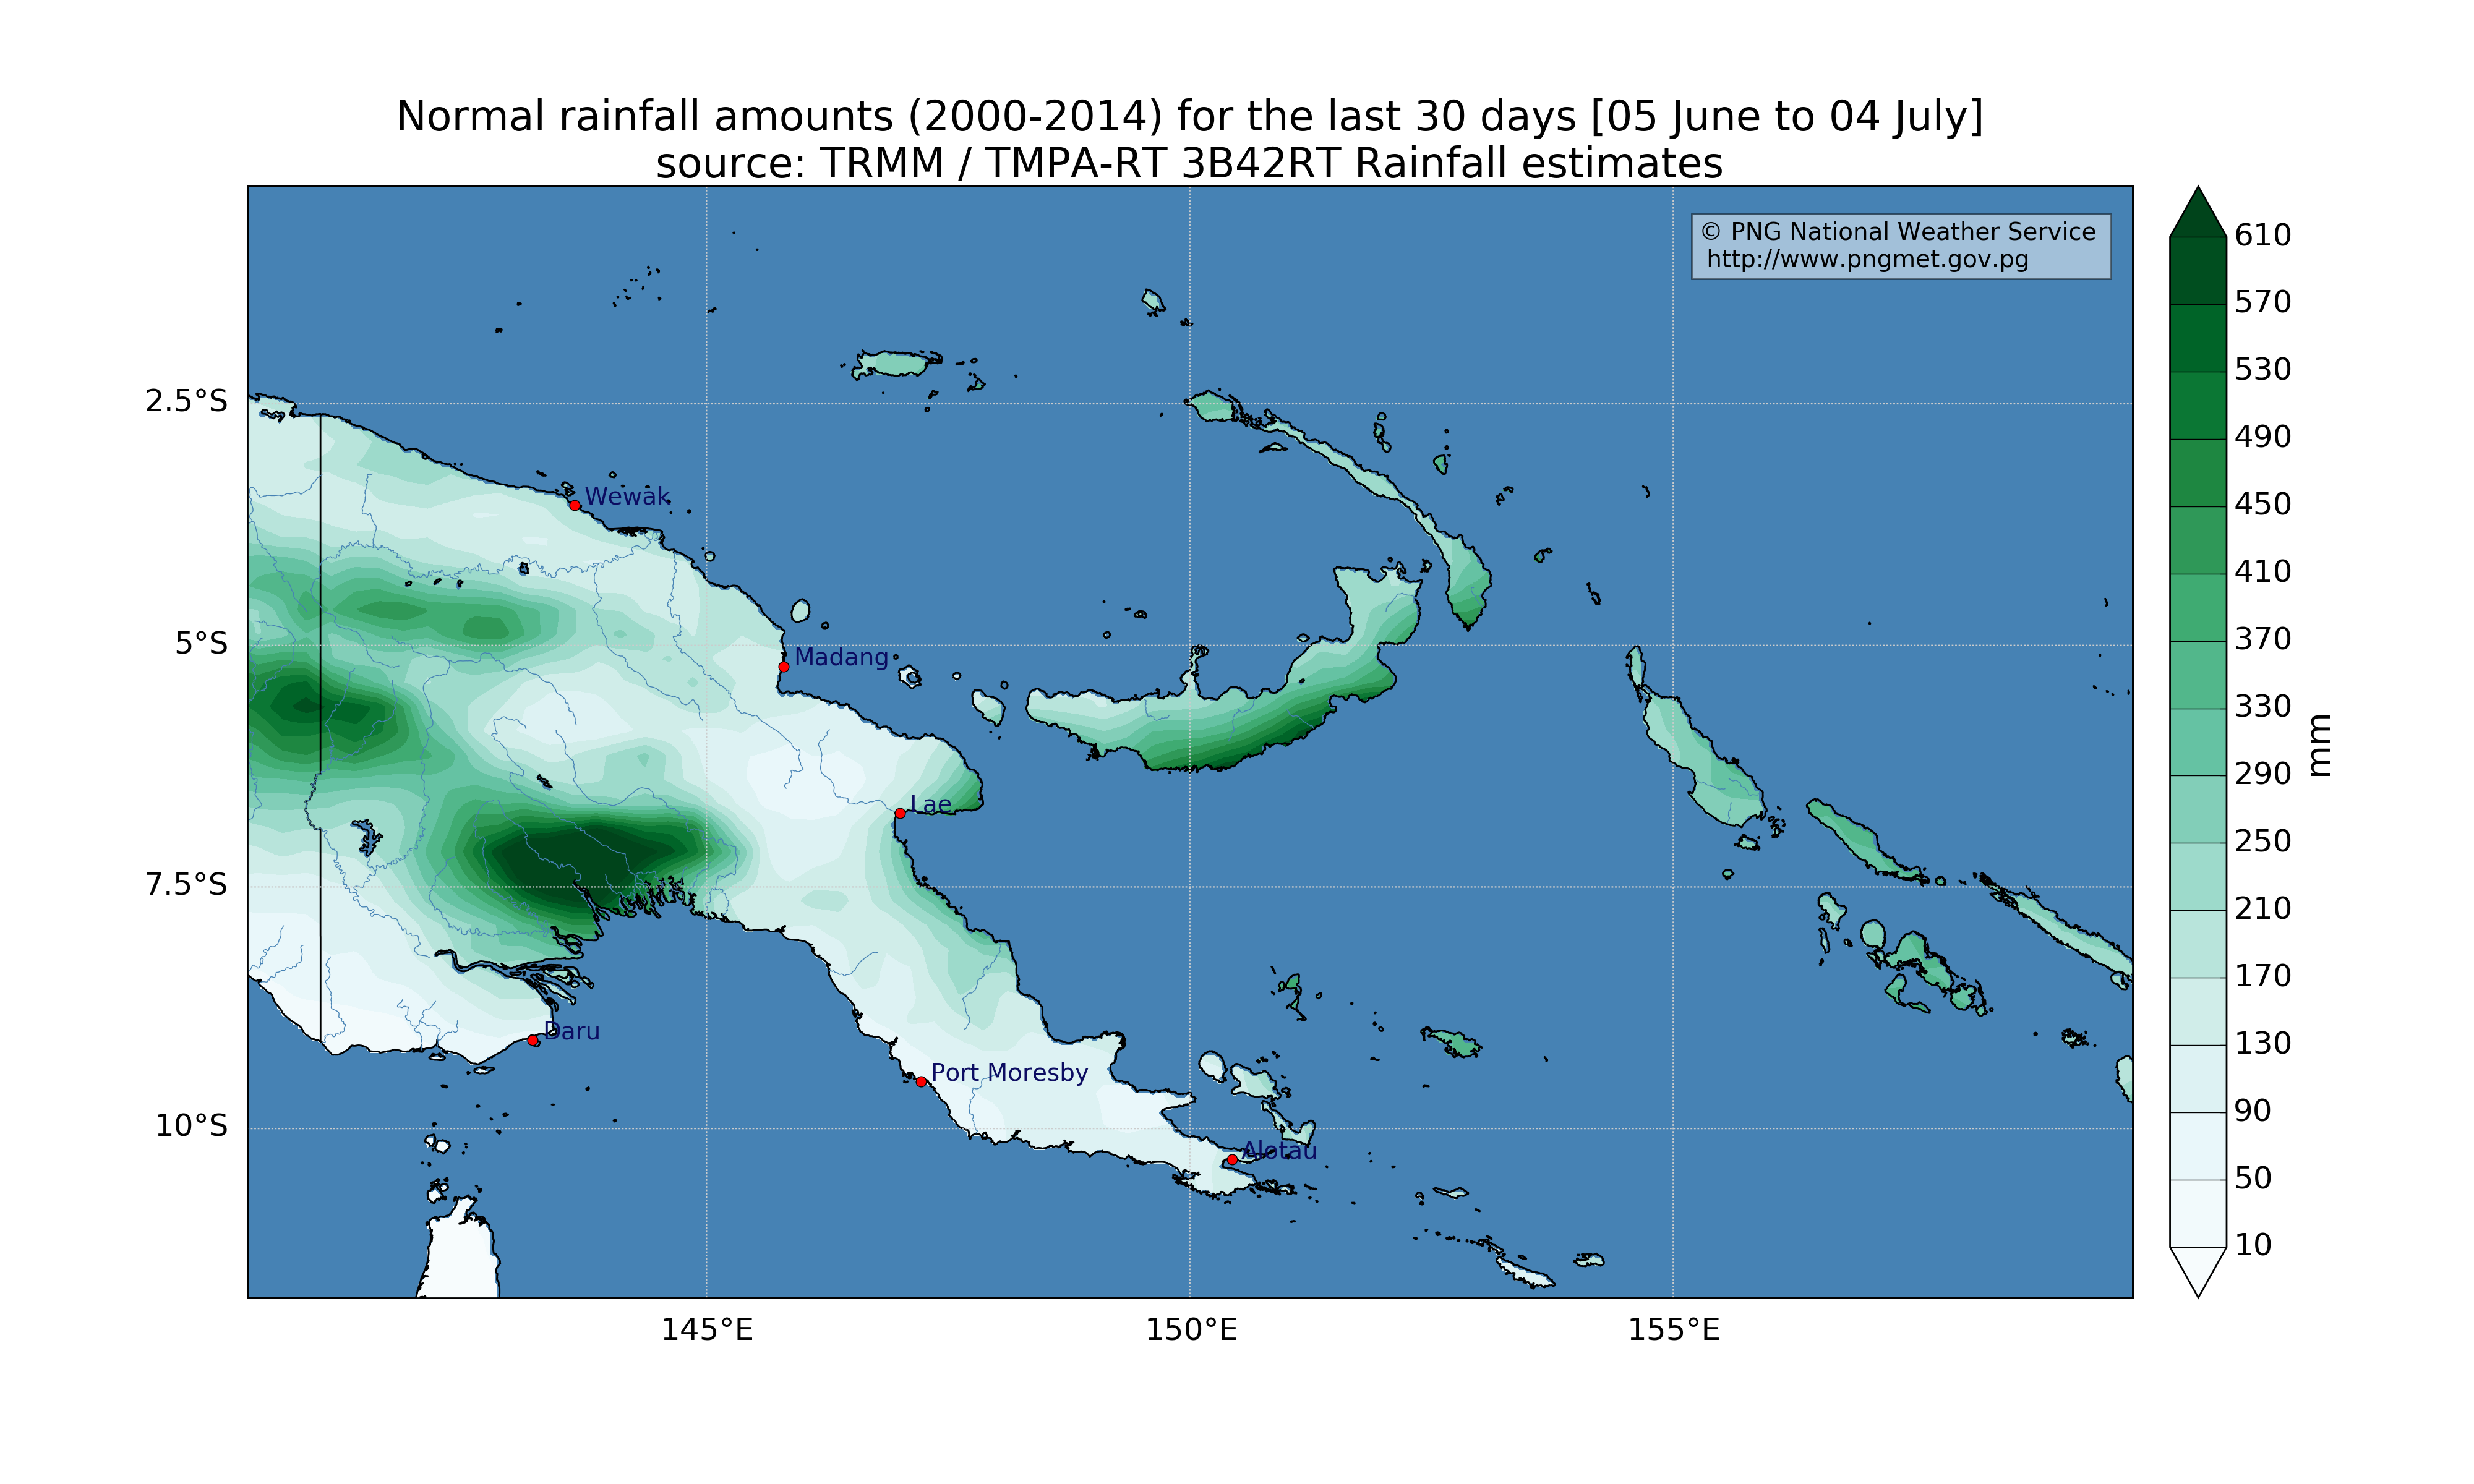 Normal rainfall amounts (2000-2014) for the last 30 days [05 June to 04 July]
source: TRMM / TMPA-RT 3B42RT Rainfall estimates
© PNG National Weather Service
http://www.pngmet.gov.pg
610
570
530
490
450
410
370
330
290
250
210
170
130
90
50
10
mm
2.5°S
5°S
7.5°S
10°S
Wewak
Madang
Lae
Daru
Port Moresby
Alotau
145°E
150°E
155°E